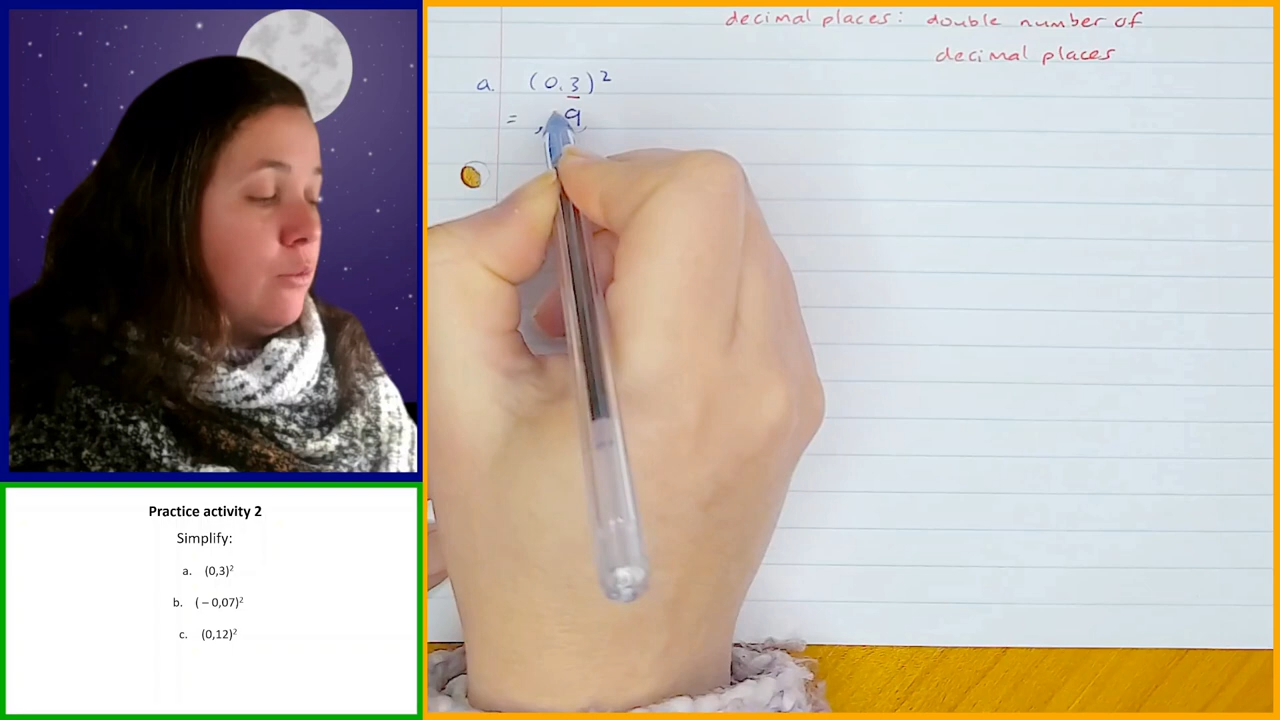 decimal places: double number of
decimal places
a. (0.3)²
= , 9
Practice activity 2
Simplify:
a. (0,3)²
b. (– 0,07)²
c. (0,12)²